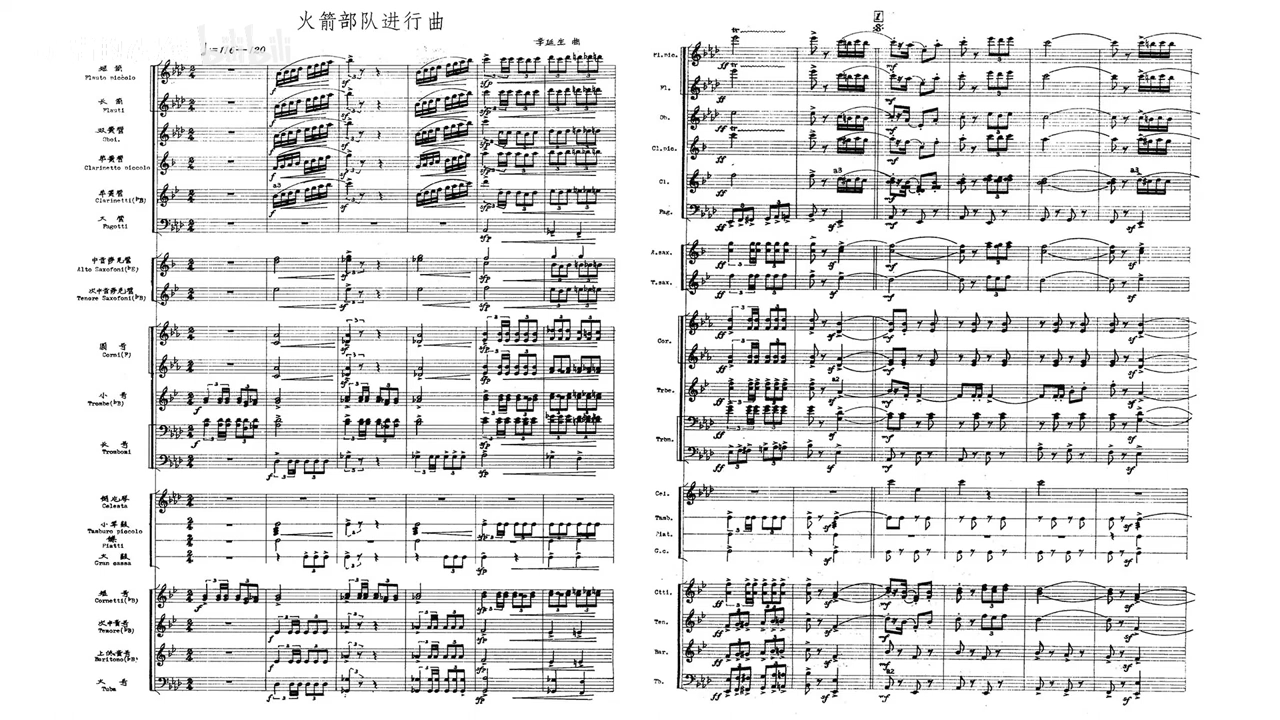 火箭部队进行曲
bilibili
♩=116—120
李延生 曲
短笛
Flauto piccolo
长笛
Flauti
双簧管
Oboi.
单簧管
Clarinetto piccolo
单簧管
Clarinetti(♭B)
大管
Fagotti
中音萨克管
Alto Saxofoni(♭E)
次中音萨克管
Tenore Saxofoni(♭B)
圆号
Corni(F)
小号
Trombe(♭B)
长号
Tromboni
钢片琴
Celesta
小军鼓
Tamburo piccolo
镲
Piatti
大鼓
Gran cassa
短号
Cornetti(♭B)
次中音号
Tenore(♭B)
上低音号
Baritono(♭B)
大号
Tuba
1
Fl.pic.
Fl.
Ob.
Cl.pic.
Cl.
Fag.
A.sax.
T.sax.
Cor.
Trbe.
Trbn.
Cel.
Tamb.
Piat.
G.c.
Ctti.
Ten.
Bar.
Tb.